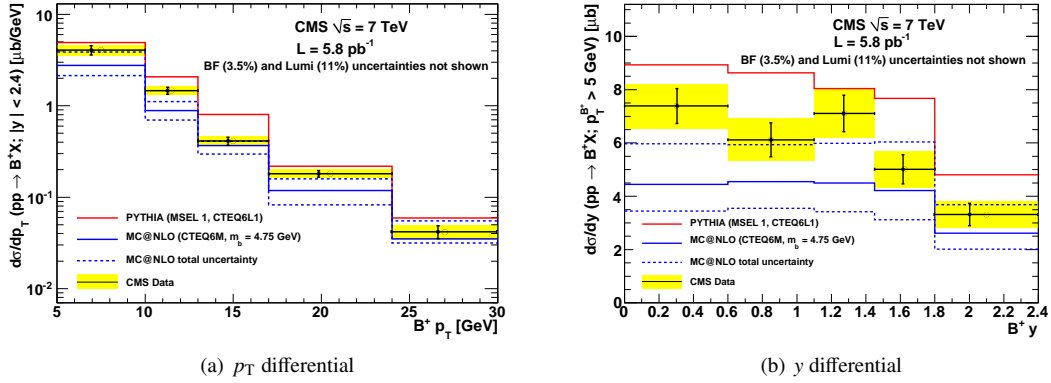 dσ/dp_T (pp → B⁺X; |y| < 2.4) [μb/GeV]
CMS √s = 7 TeV
L = 5.8 pb⁻¹
BF (3.5%) and Lumi (11%) uncertainties not shown
10
1
10⁻¹
10⁻²
PYTHIA (MSEL 1, CTEQ6L1)
MC@NLO (CTEQ6M, m_b = 4.75 GeV)
MC@NLO total uncertainty
CMS Data
5 10 15 20 25 30
B⁺ p_T [GeV]
(a) p_T differential
dσ/dy (pp → B⁺X; p_T^{B⁺} > 5 GeV) [μb]
CMS √s = 7 TeV
L = 5.8 pb⁻¹
BF (3.5%) and Lumi (11%) uncertainties not shown
10
8
6
4
2
0
PYTHIA (MSEL 1, CTEQ6L1)
MC@NLO (CTEQ6M, m_b = 4.75 GeV)
MC@NLO total uncertainty
CMS Data
0 0.2 0.4 0.6 0.8 1 1.2 1.4 1.6 1.8 2 2.2 2.4
B⁺ y
(b) y differential